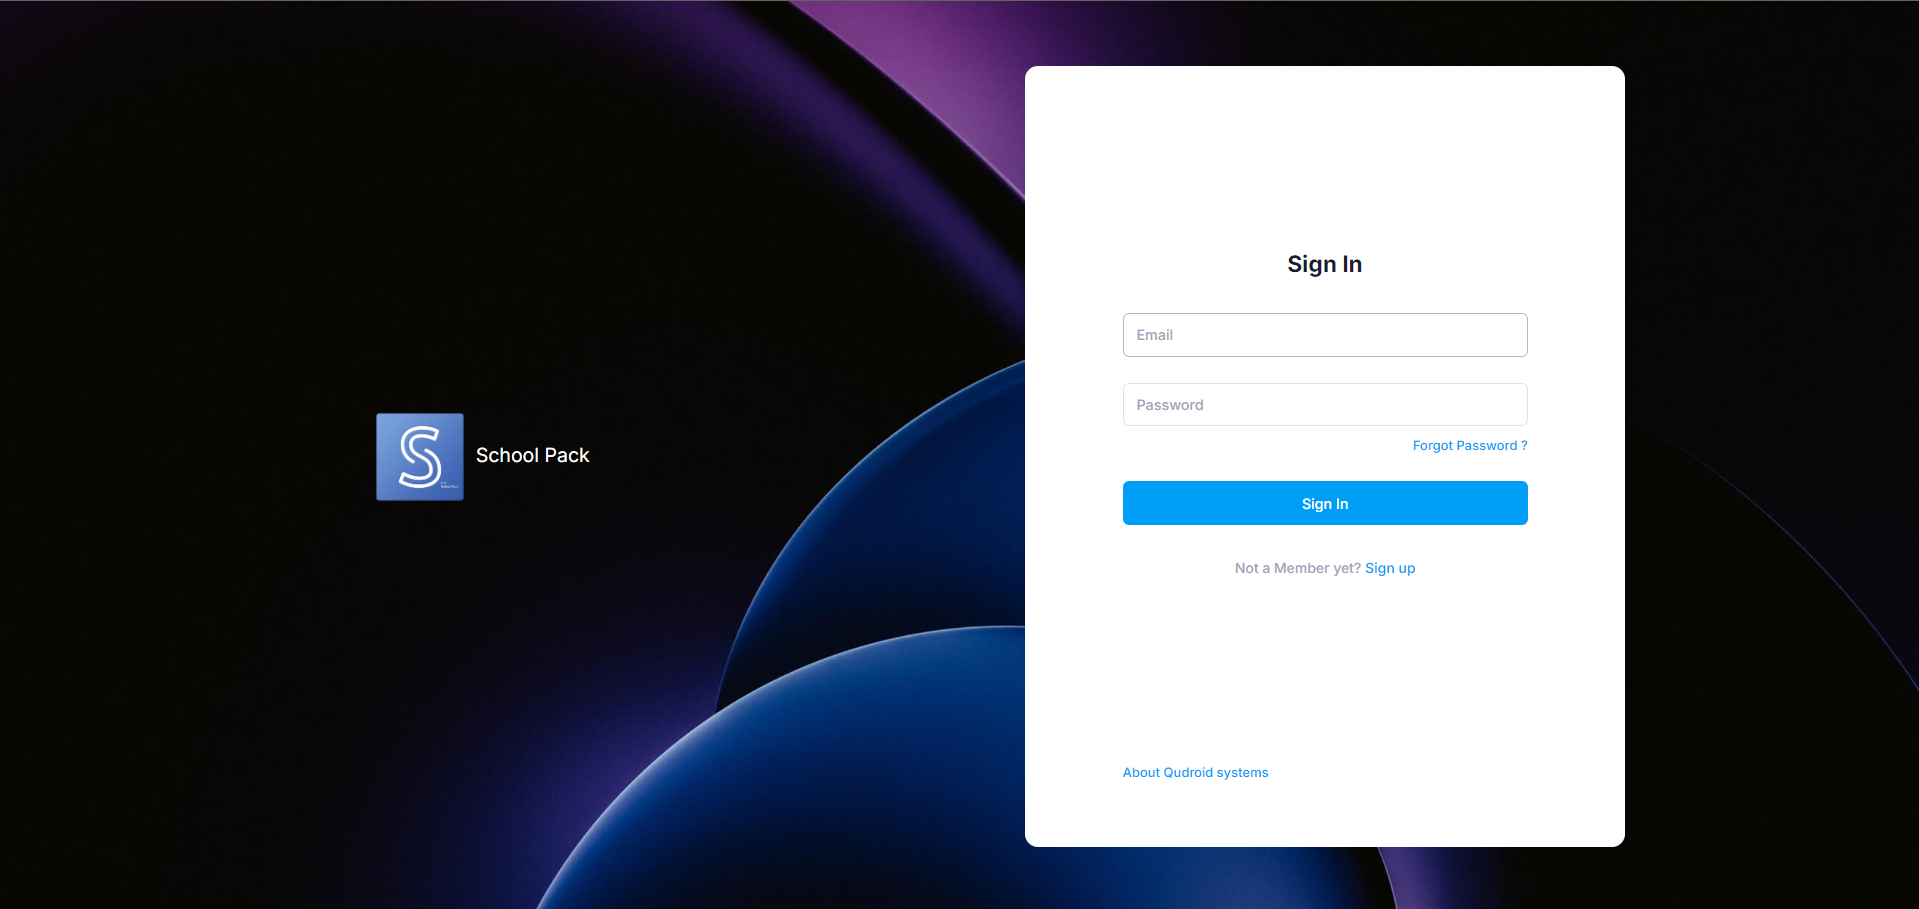 S
School Pack
Sign In
Email
Password
Forgot Password ?
Sign In
Not a Member yet? Sign up
About Qudroid systems